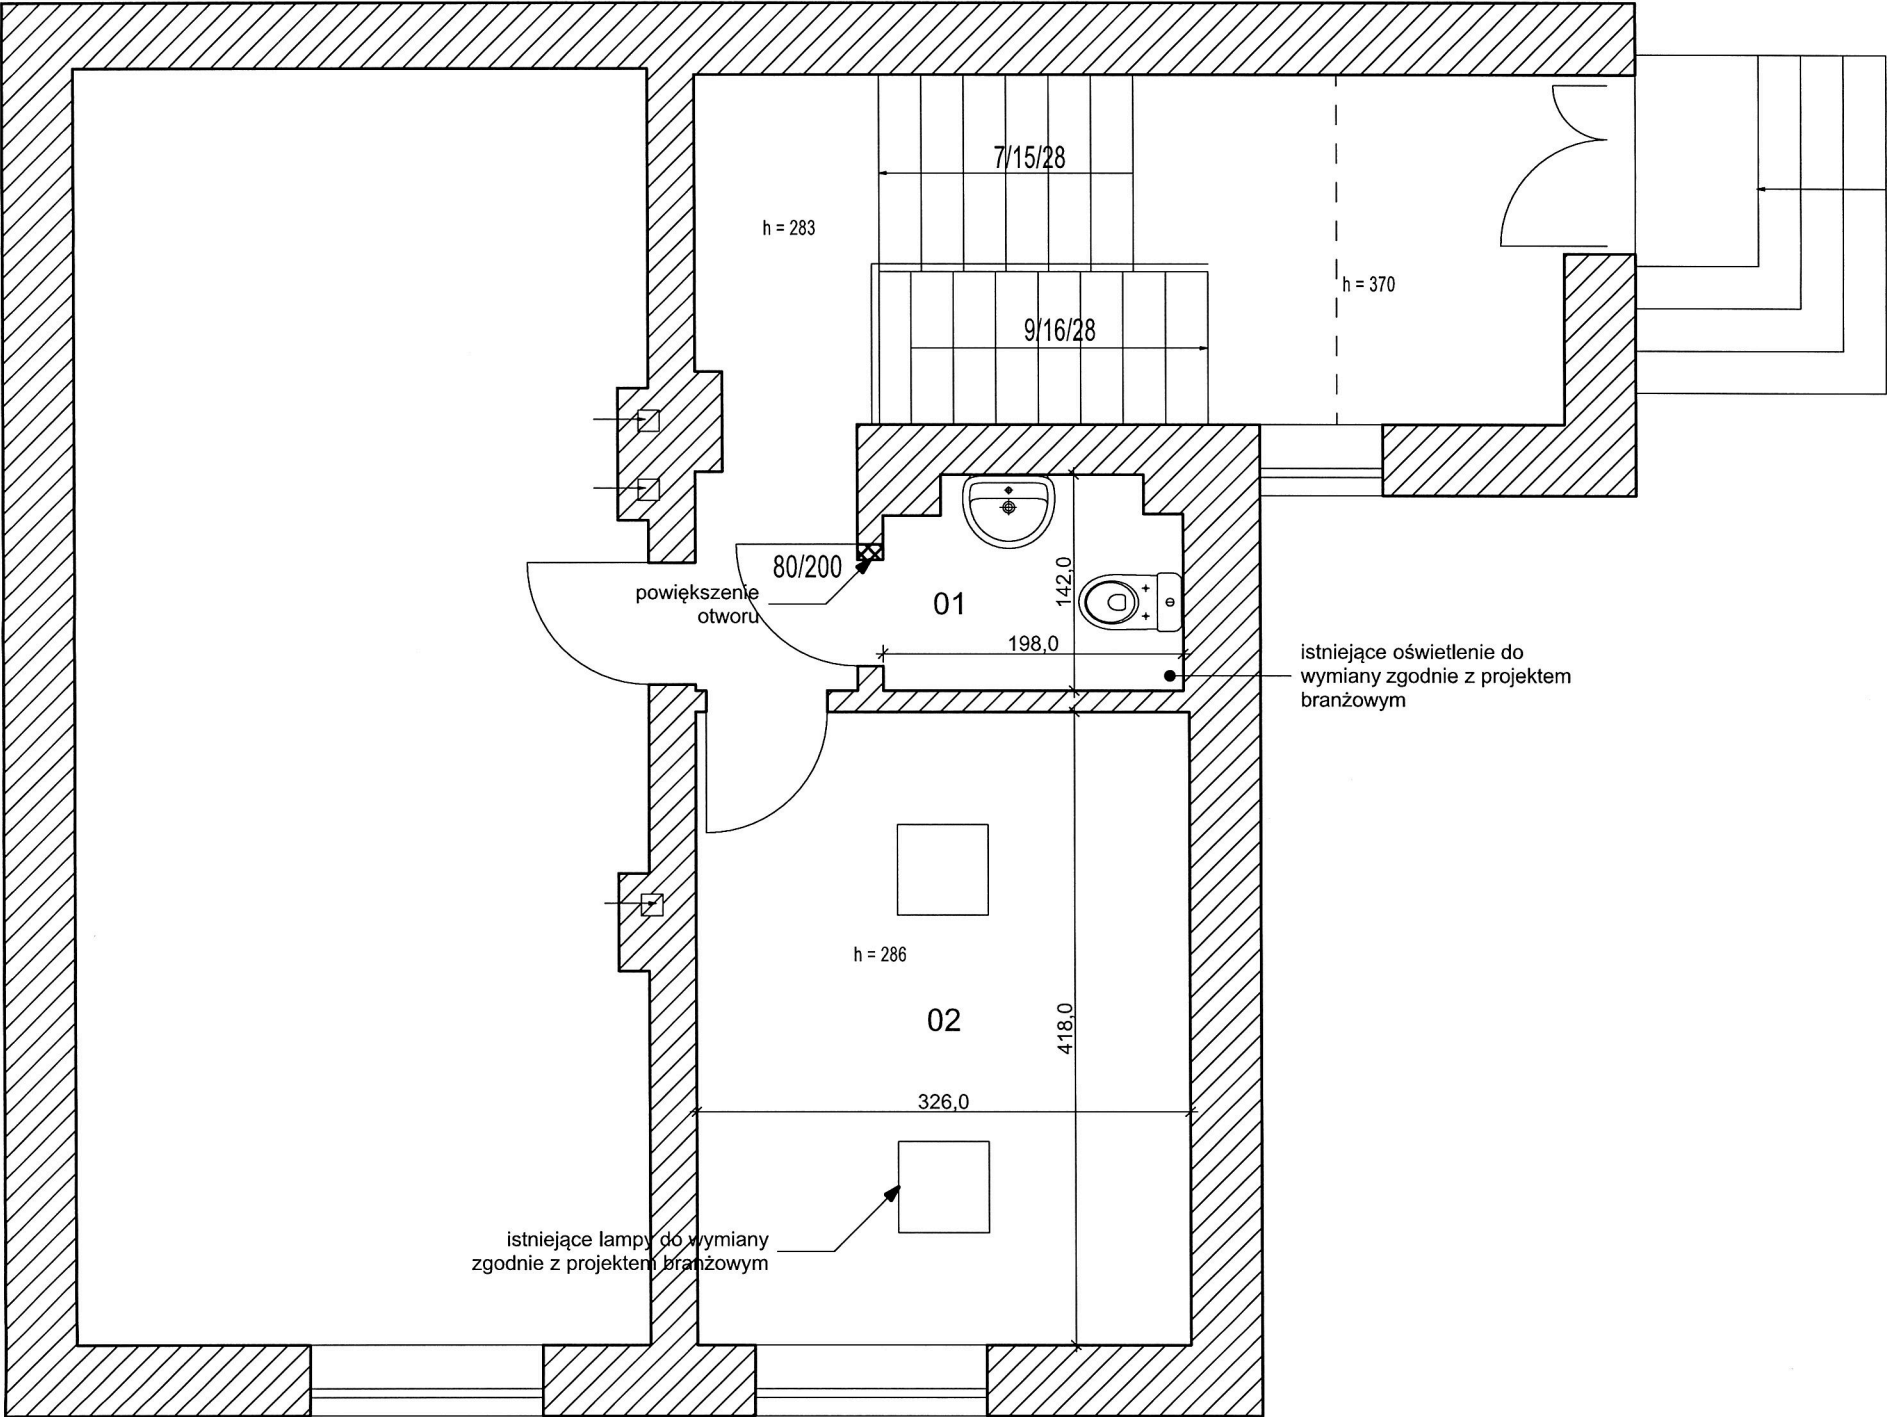 7/15/28
h = 283
h = 370
9/16/28
80/200
powiększenie
otworu
01
142,0
198,0
istniejące oświetlenie do
wymiany zgodnie z projektem
branżowym
h = 286
02
418,0
326,0
istniejące lampy do wymiany
zgodnie z projektem branżowym